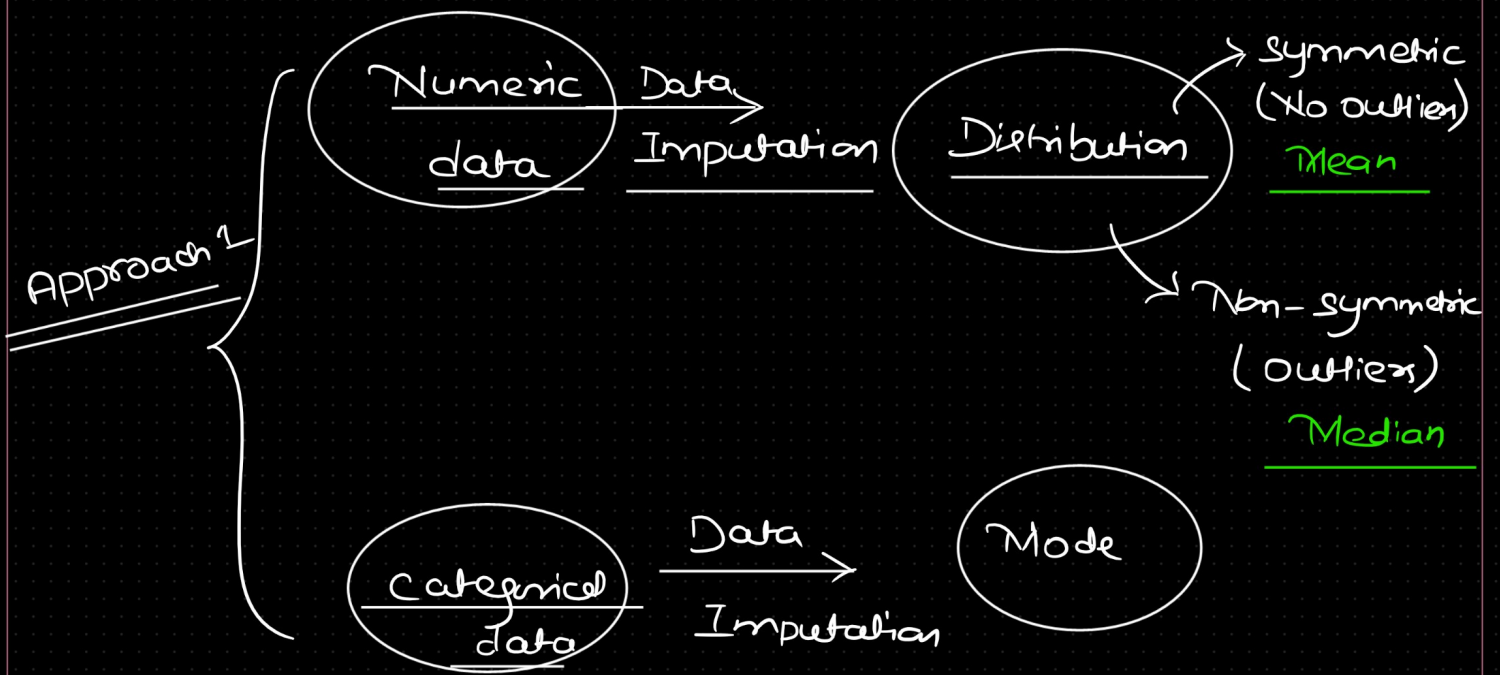 Approach 1
Numeric
data
Data
Imputation
Distribution
Symmetric
(No outlier)
Mean
Non-symmetric
(outliers)
Median
Categorical
data
Data
Imputation
Mode